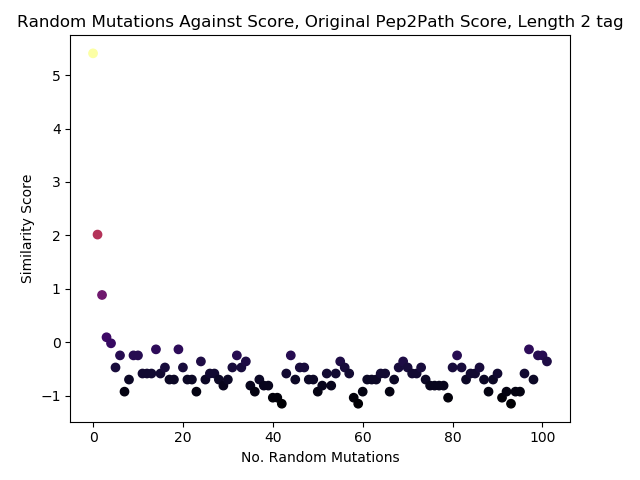 Random Mutations Against Score, Original Pep2Path Score, Length 2 tag
5
4
3
2
1
0
−1
Similarity Score
0 20 40 60 80 100
No. Random Mutations